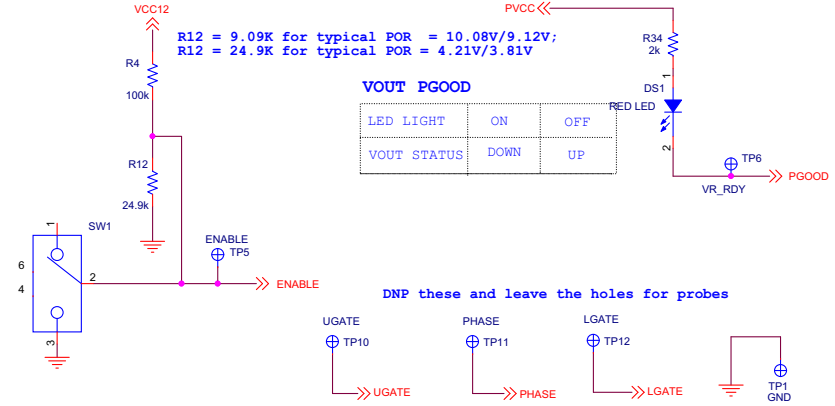 VCC12
PVCC
R12 = 9.09K for typical POR  = 10.08V/9.12V;
R12 = 24.9K for typical POR = 4.21V/3.81V
R4
100k
R34
2k
VOUT PGOOD
LED LIGHT ON OFF
VOUT STATUS DOWN UP
1
DS1
RED LED
2
TP6
VR_RDY
PGOOD
R12
24.9k
SW1
1
6
4
2
3
ENABLE
TP5
ENABLE
DNP these and leave the holes for probes
UGATE
TP10
UGATE
PHASE
TP11
PHASE
LGATE
TP12
LGATE
TP1
GND